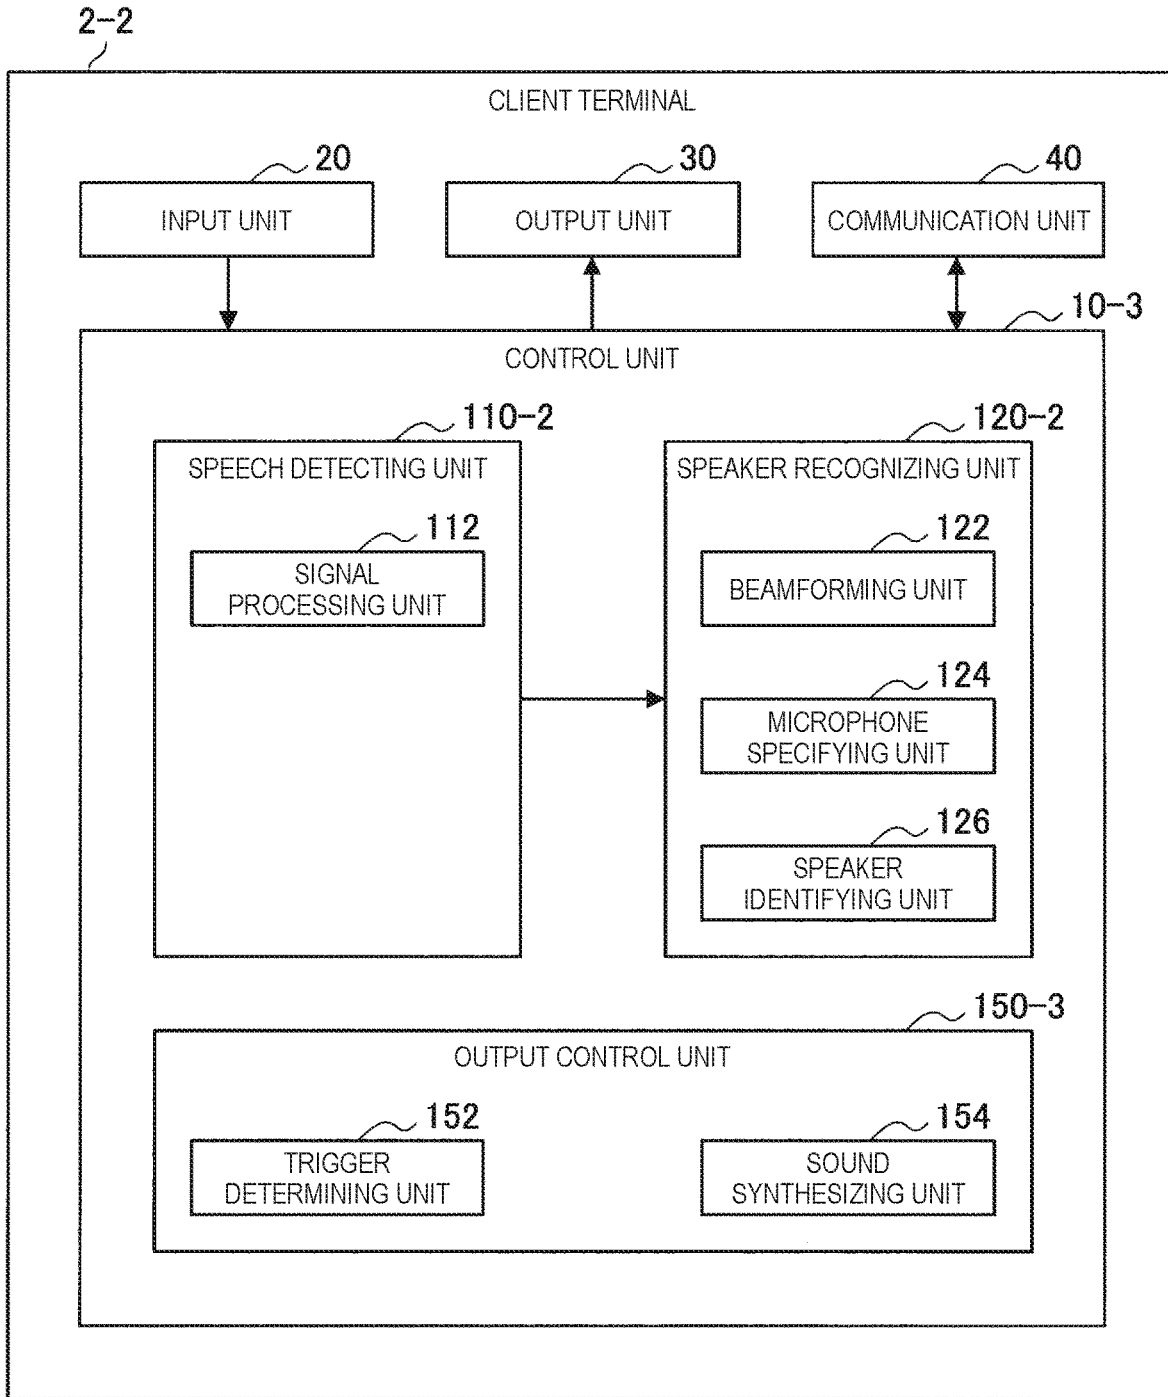 2-2
CLIENT TERMINAL
20
30
40
INPUT UNIT
OUTPUT UNIT
COMMUNICATION UNIT
10-3
CONTROL UNIT
110-2
120-2
SPEECH DETECTING UNIT
SPEAKER RECOGNIZING UNIT
112
122
SIGNAL
PROCESSING UNIT
BEAMFORMING UNIT
124
MICROPHONE
SPECIFYING UNIT
126
SPEAKER
IDENTIFYING UNIT
150-3
OUTPUT CONTROL UNIT
152
154
TRIGGER
DETERMINING UNIT
SOUND
SYNTHESIZING UNIT